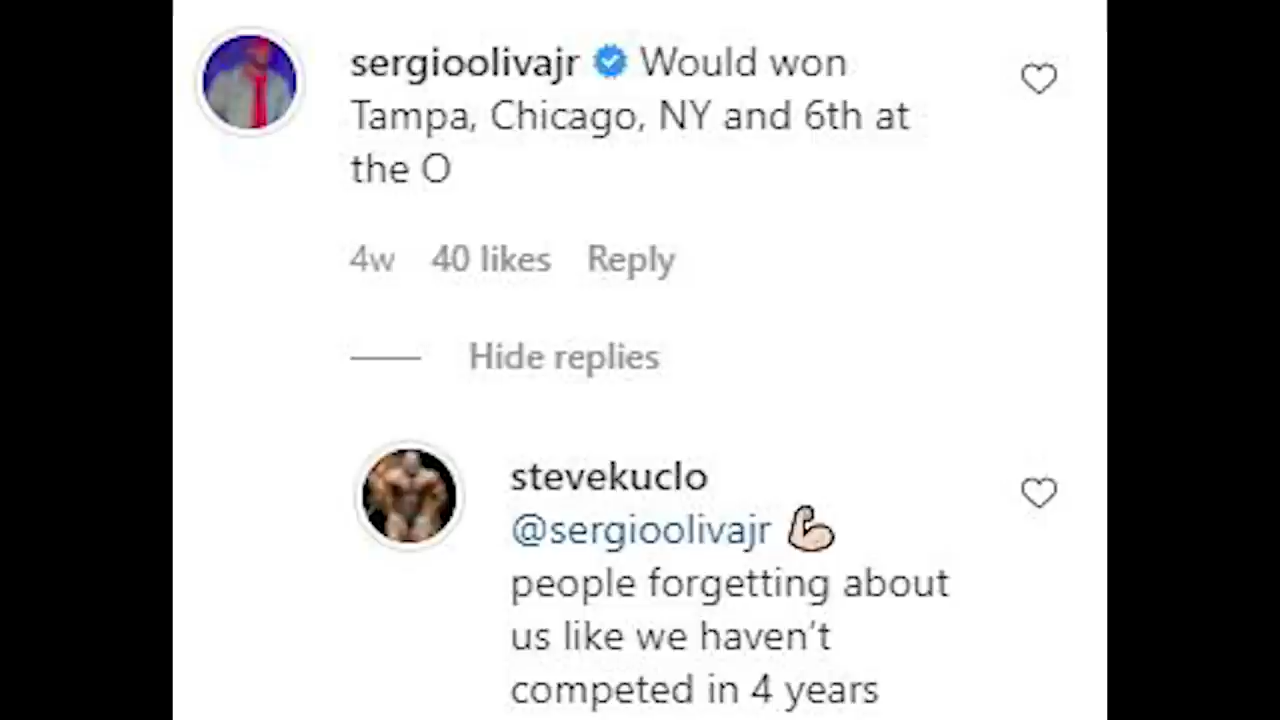 sergioolivajr Would won
Tampa, Chicago, NY and 6th at
the O
4w 40 likes Reply
Hide replies
stevekuclo
@sergioolivajr 💪🏻
people forgetting about
us like we haven't
competed in 4 years